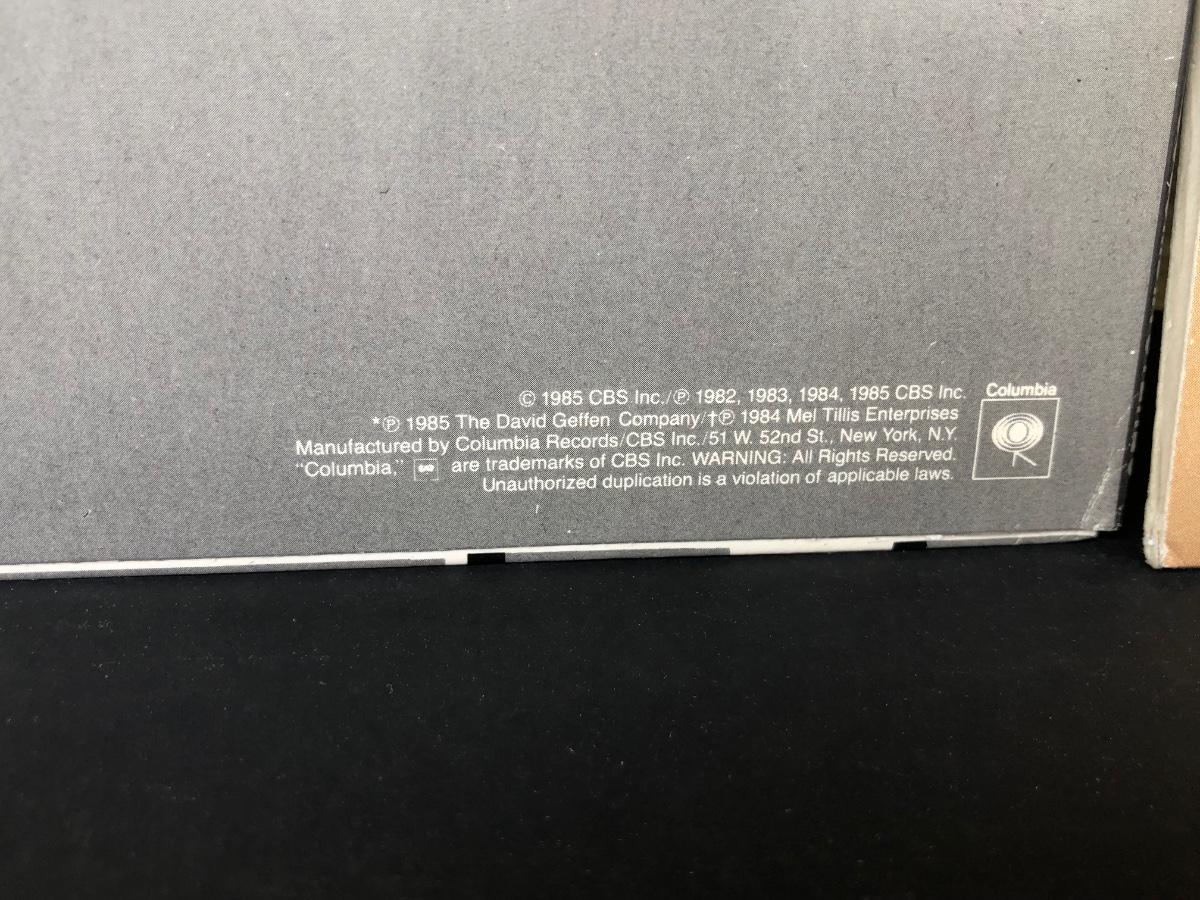 © 1985 CBS Inc./℗ 1982, 1983, 1984, 1985 CBS Inc.
*℗ 1985 The David Geffen Company/†℗ 1984 Mel Tillis Enterprises
Manufactured by Columbia Records/CBS Inc./51 W. 52nd St., New York, N.Y.
"Columbia," are trademarks of CBS Inc. WARNING: All Rights Reserved.
Unauthorized duplication is a violation of applicable laws.
Columbia